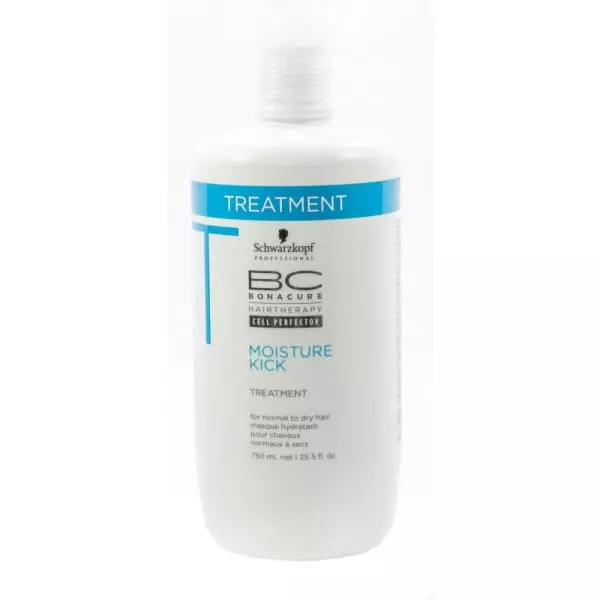 TREATMENT
T
Schwarzkopf
PROFESSIONAL
BC
BONACURE
HAIRTHERAPY
CELL PERFECTOR
MOISTURE
KICK
TREATMENT
for normal to dry hair
masque hydratant
pour cheveux
normaux à secs
750 mL net | 25.5 fl. oz.